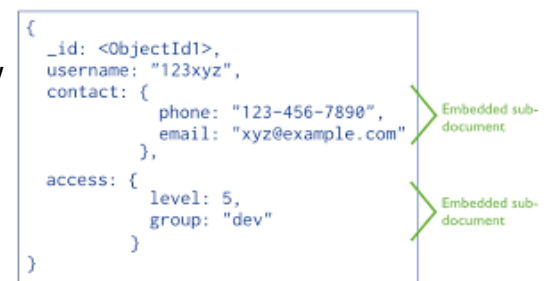 {
_id: <ObjectId1>,
username: "123xyz",
contact: {
phone: "123-456-7890",
email: "xyz@example.com"
},
access: {
level: 5,
group: "dev"
}
}
Embedded sub-
document
Embedded sub-
document